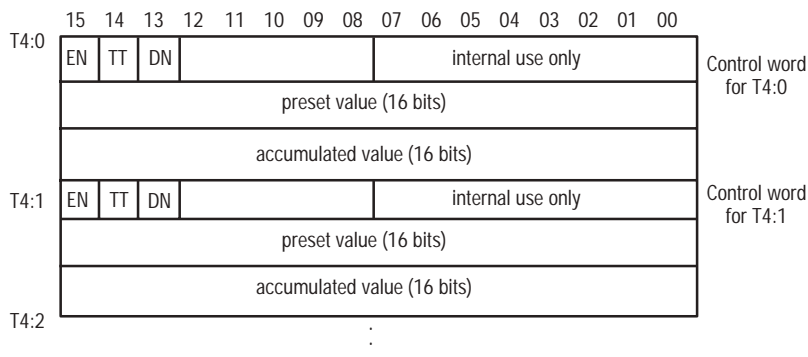 15 14 13 12 11 10 09 08 07 06 05 04 03 02 01 00
T4:0
EN TT DN internal use only
Control word
for T4:0
preset value (16 bits)
accumulated value (16 bits)
T4:1
EN TT DN internal use only
Control word
for T4:1
preset value (16 bits)
accumulated value (16 bits)
T4:2
.
.